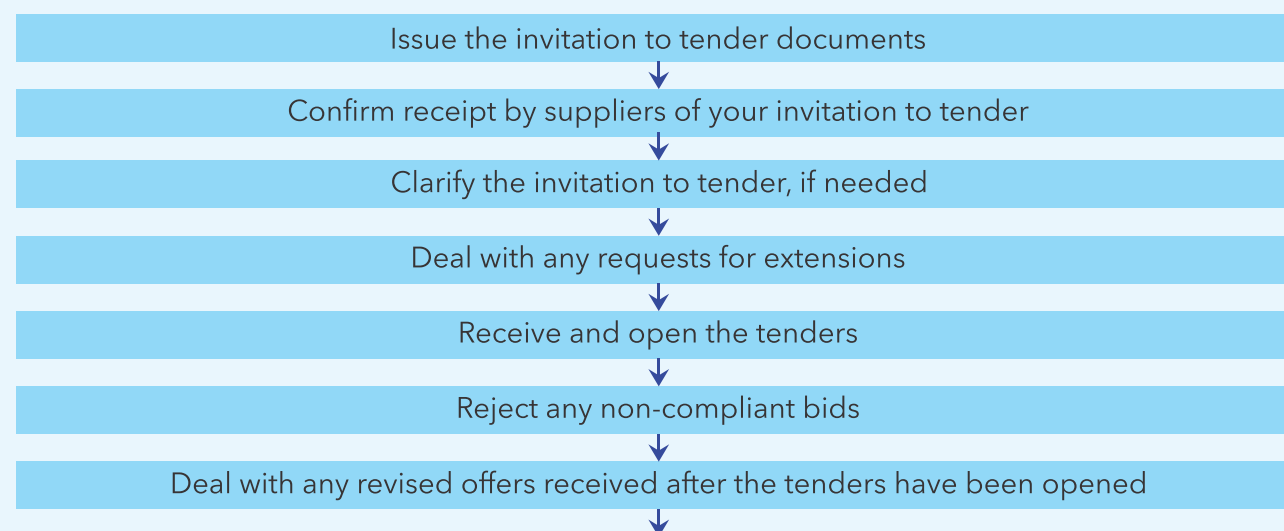 Issue the invitation to tender documents
Confirm receipt by suppliers of your invitation to tender
Clarify the invitation to tender, if needed
Deal with any requests for extensions
Receive and open the tenders
Reject any non-compliant bids
Deal with any revised offers received after the tenders have been opened